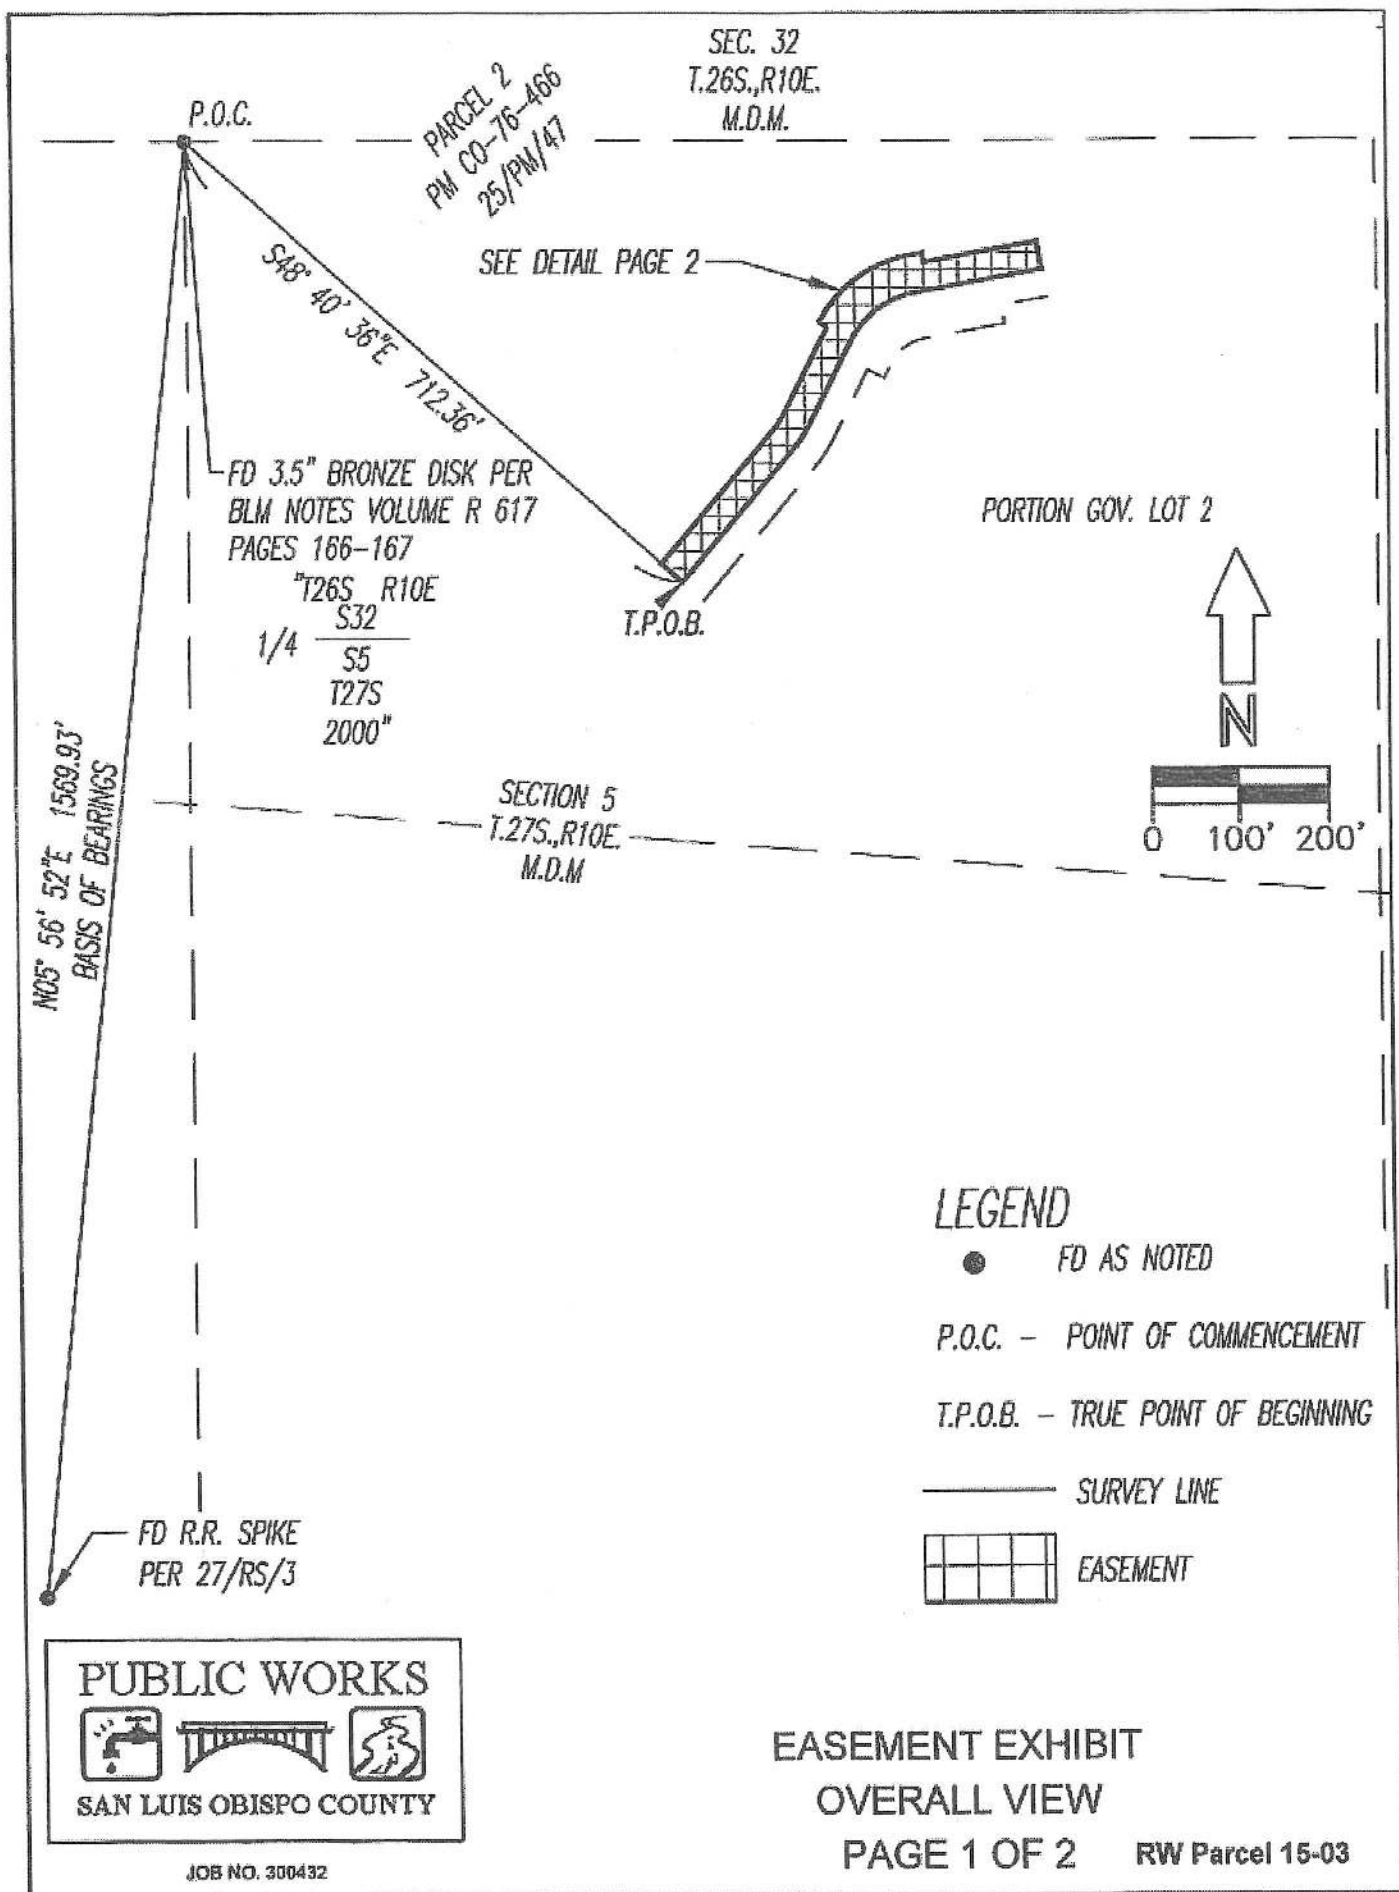 SEC. 32
T.26S.,R10E.
M.D.M.
P.O.C.
PARCEL 2
PM CO-76-466
25/PM/47
SEE DETAIL PAGE 2
S48° 40' 36"E 712.36'
FD 3.5" BRONZE DISK PER
BLM NOTES VOLUME R 617
PAGES 166-167
"T26S R10E
1/4 S32
S5
T27S
2000"
PORTION GOV. LOT 2
T.P.O.B.
N
0 100' 200'
N05° 56' 52"E 1569.93'
BASIS OF BEARINGS
SECTION 5
T.27S.,R10E.
M.D.M
LEGEND
FD AS NOTED
P.O.C. - POINT OF COMMENCEMENT
T.P.O.B. - TRUE POINT OF BEGINNING
SURVEY LINE
EASEMENT
FD R.R. SPIKE
PER 27/RS/3
PUBLIC WORKS
SAN LUIS OBISPO COUNTY
JOB NO. 300432
EASEMENT EXHIBIT
OVERALL VIEW
PAGE 1 OF 2
RW Parcel 15-03